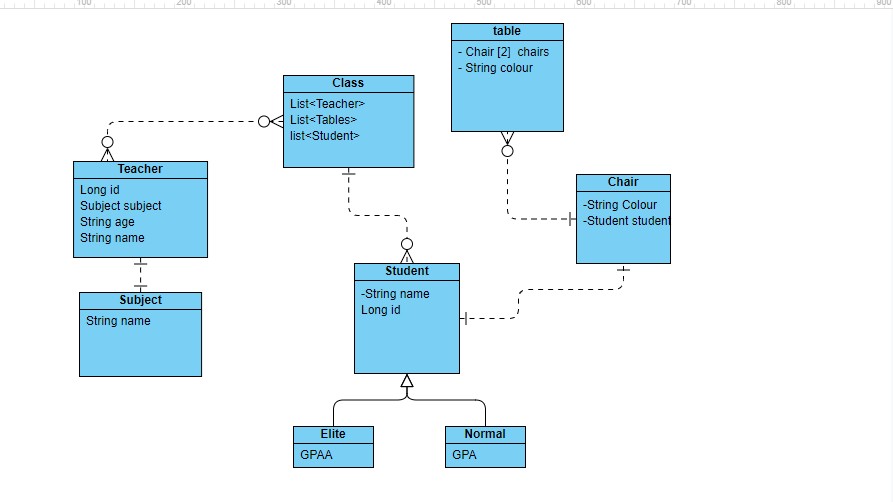 100 200 300 400 500 600 700 800 900
table
- Chair [2]  chairs
- String colour
Class
List<Teacher>
List<Tables>
list<Student>
Teacher
Long id
Subject subject
String age
String name
Chair
-String Colour
-Student student
Subject
String name
Student
-String name
Long id
Elite
GPAA
Normal
GPA